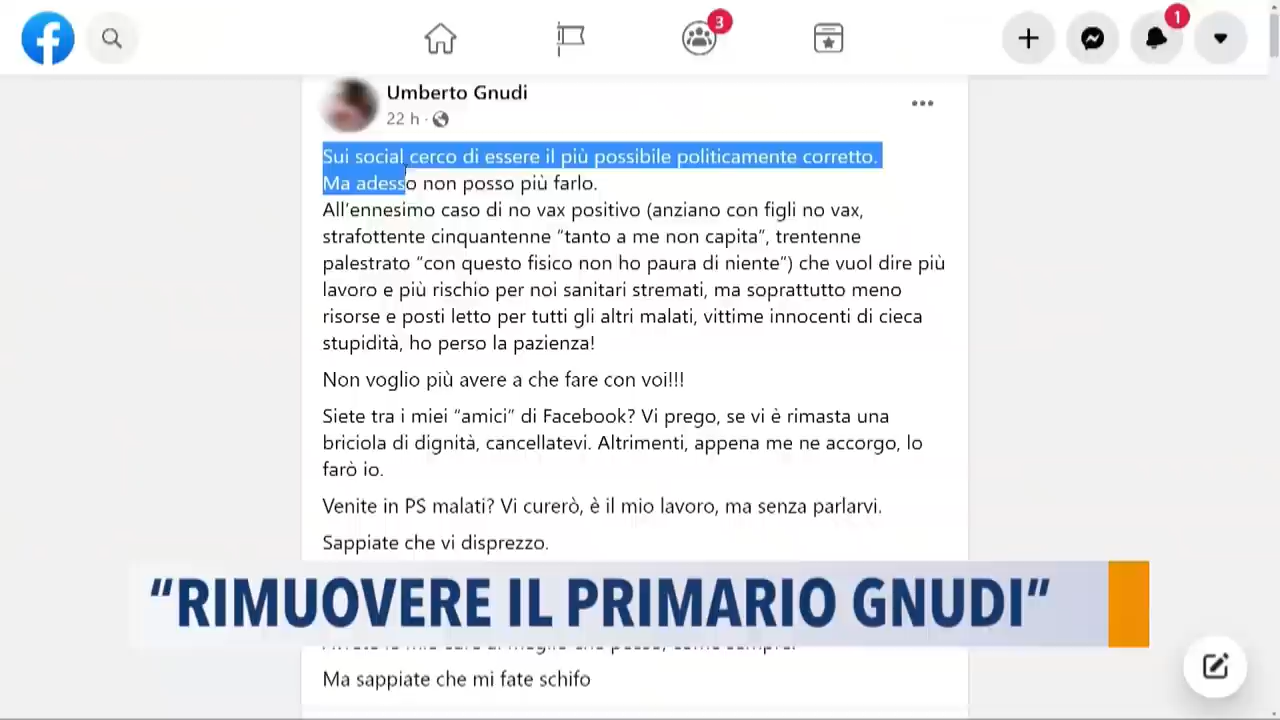 3
1
Umberto Gnudi
22 h ·
Sui social cerco di essere il più possibile politicamente corretto.
Ma adesso non posso più farlo.
All'ennesimo caso di no vax positivo (anziano con figli no vax,
strafottente cinquantenne “tanto a me non capita”, trentenne
palestrato “con questo fisico non ho paura di niente”) che vuol dire più
lavoro e più rischio per noi sanitari stremati, ma soprattutto meno
risorse e posti letto per tutti gli altri malati, vittime innocenti di cieca
stupidità, ho perso la pazienza!
Non voglio più avere a che fare con voi!!!
Siete tra i miei “amici” di Facebook? Vi prego, se vi è rimasta una
briciola di dignità, cancellatevi. Altrimenti, appena me ne accorgo, lo
farò io.
Venite in PS malati? Vi curerò, è il mio lavoro, ma senza parlarvi.
Sappiate che vi disprezzo.
“RIMUOVERE IL PRIMARIO GNUDI”
Ma sappiate che mi fate schifo